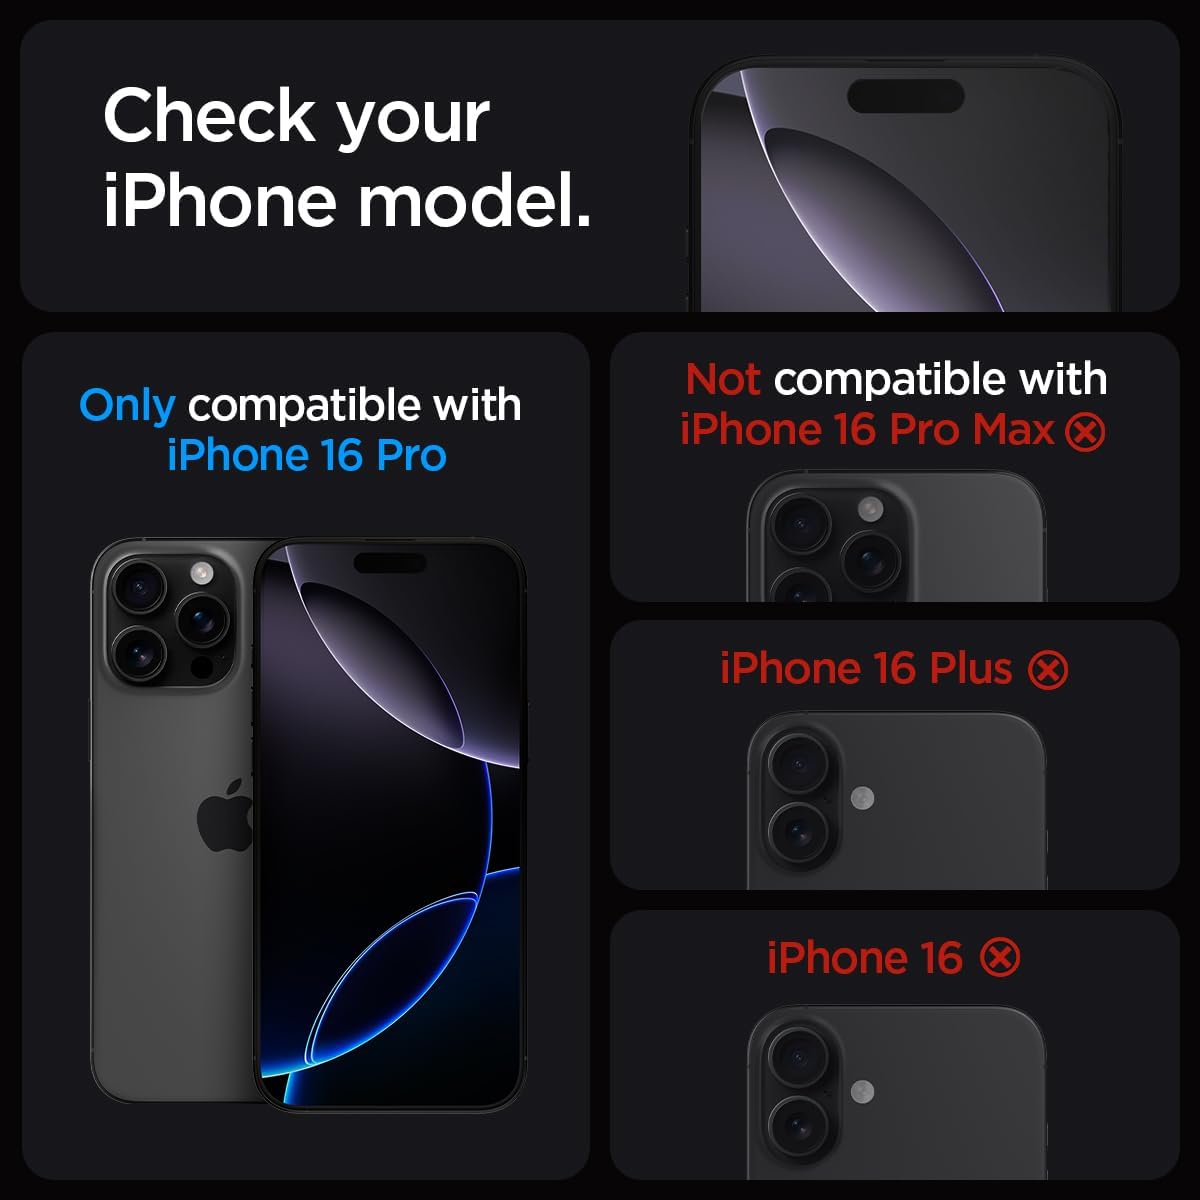 Check your
iPhone model.
Only compatible with
iPhone 16 Pro
Not compatible with
iPhone 16 Pro Max
iPhone 16 Plus
iPhone 16